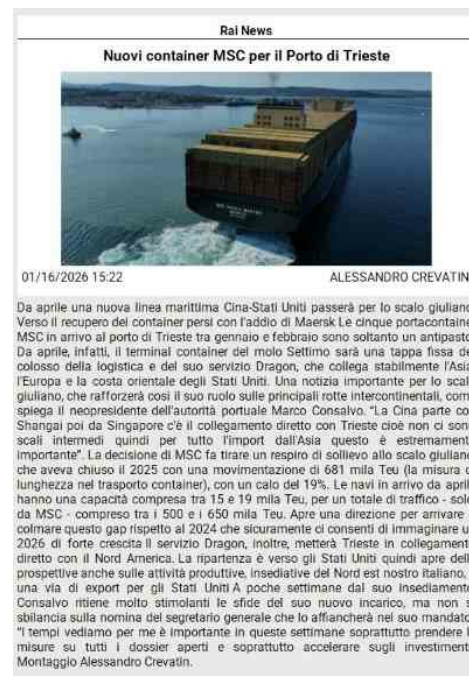 Rai News
Nuovi container MSC per il Porto di Trieste
01/16/2026 15:22
ALESSANDRO CREVATIN
Da aprile una nuova linea marittima Cina-Stati Uniti passerà per lo scalo giuliano
Verso il recupero dei container persi con l'addio di Maersk Le cinque portacontaine
MSC in arrivo al porto di Trieste tra gennaio e febbraio sono soltanto un antipasto
Da aprile, infatti, il terminal container del molo Settimo sarà una tappa fissa de
colosso della logistica e del suo servizio Dragon, che collega stabilmente l'Asia
l'Europa e la costa orientale degli Stati Uniti. Una notizia importante per lo scal
giuliano, che rafforzerà così il suo ruolo sulle principali rotte intercontinentali, com
spiega il neopresidente dell'autorità portuale Marco Consalvo. "La Cina parte co
Shangai poi da Singapore c'è il collegamento diretto con Trieste cioè non ci son
scali intermedi quindi per tutto l'import dall'Asia questo è estremament
importante". La decisione di MSC fa tirare un respiro di sollievo allo scalo giuliano
che aveva chiuso il 2025 con una movimentazione di 681 mila Teu (la misura d
lunghezza nel trasporto container), con un calo del 19%. Le navi in arrivo da april
hanno una capacità compresa tra 15 e 19 mila Teu, per un totale di traffico - solo
da MSC - compreso tra i 500 e i 650 mila Teu. Apre una direzione per arrivare
colmare questo gap rispetto al 2024 che sicuramente ci consenti di immaginare u
2026 di forte crescita Il servizio Dragon, inoltre, metterà Trieste in collegament
diretto con il Nord America. La ripartenza è verso gli Stati Uniti quindi apre dell
prospettive anche sulle attività produttive, insediative del Nord est nostro italiano,
una via di export per gli Stati Uniti A poche settimane dal suo insediament
Consalvo ritiene molto stimolanti le sfide del suo nuovo incarico, ma non s
sbilancia sulla nomina del segretario generale che lo affiancherà nel suo mandato
"I tempi vediamo per me è importante in queste settimane soprattutto prendere l
misure su tutti i dossier aperti e soprattutto accelerare sugli investiment
Montaggio Alessandro Crevatin.